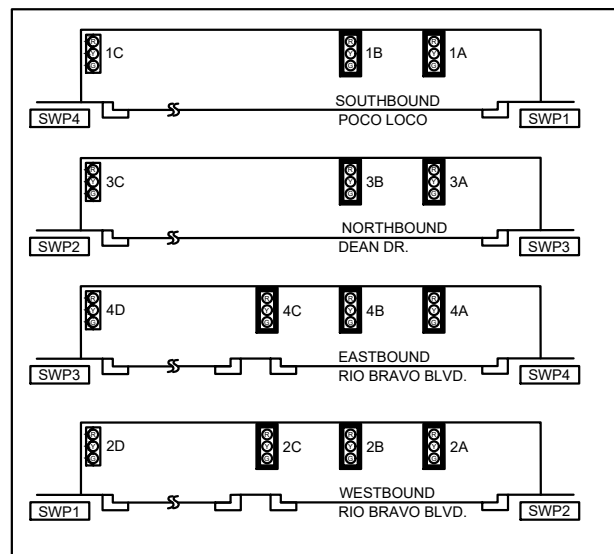 R Y G 1C R Y G 1B R Y G 1A
SOUTHBOUND
SWP4 POCO LOCO SWP1
R Y G 3C R Y G 3B R Y G 3A
NORTHBOUND
SWP2 DEAN DR. SWP3
R Y G 4D R Y G 4C R Y G 4B R Y G 4A
EASTBOUND
SWP3 RIO BRAVO BLVD. SWP4
R Y G 2D R Y G 2C R Y G 2B R Y G 2A
WESTBOUND
SWP1 RIO BRAVO BLVD. SWP2